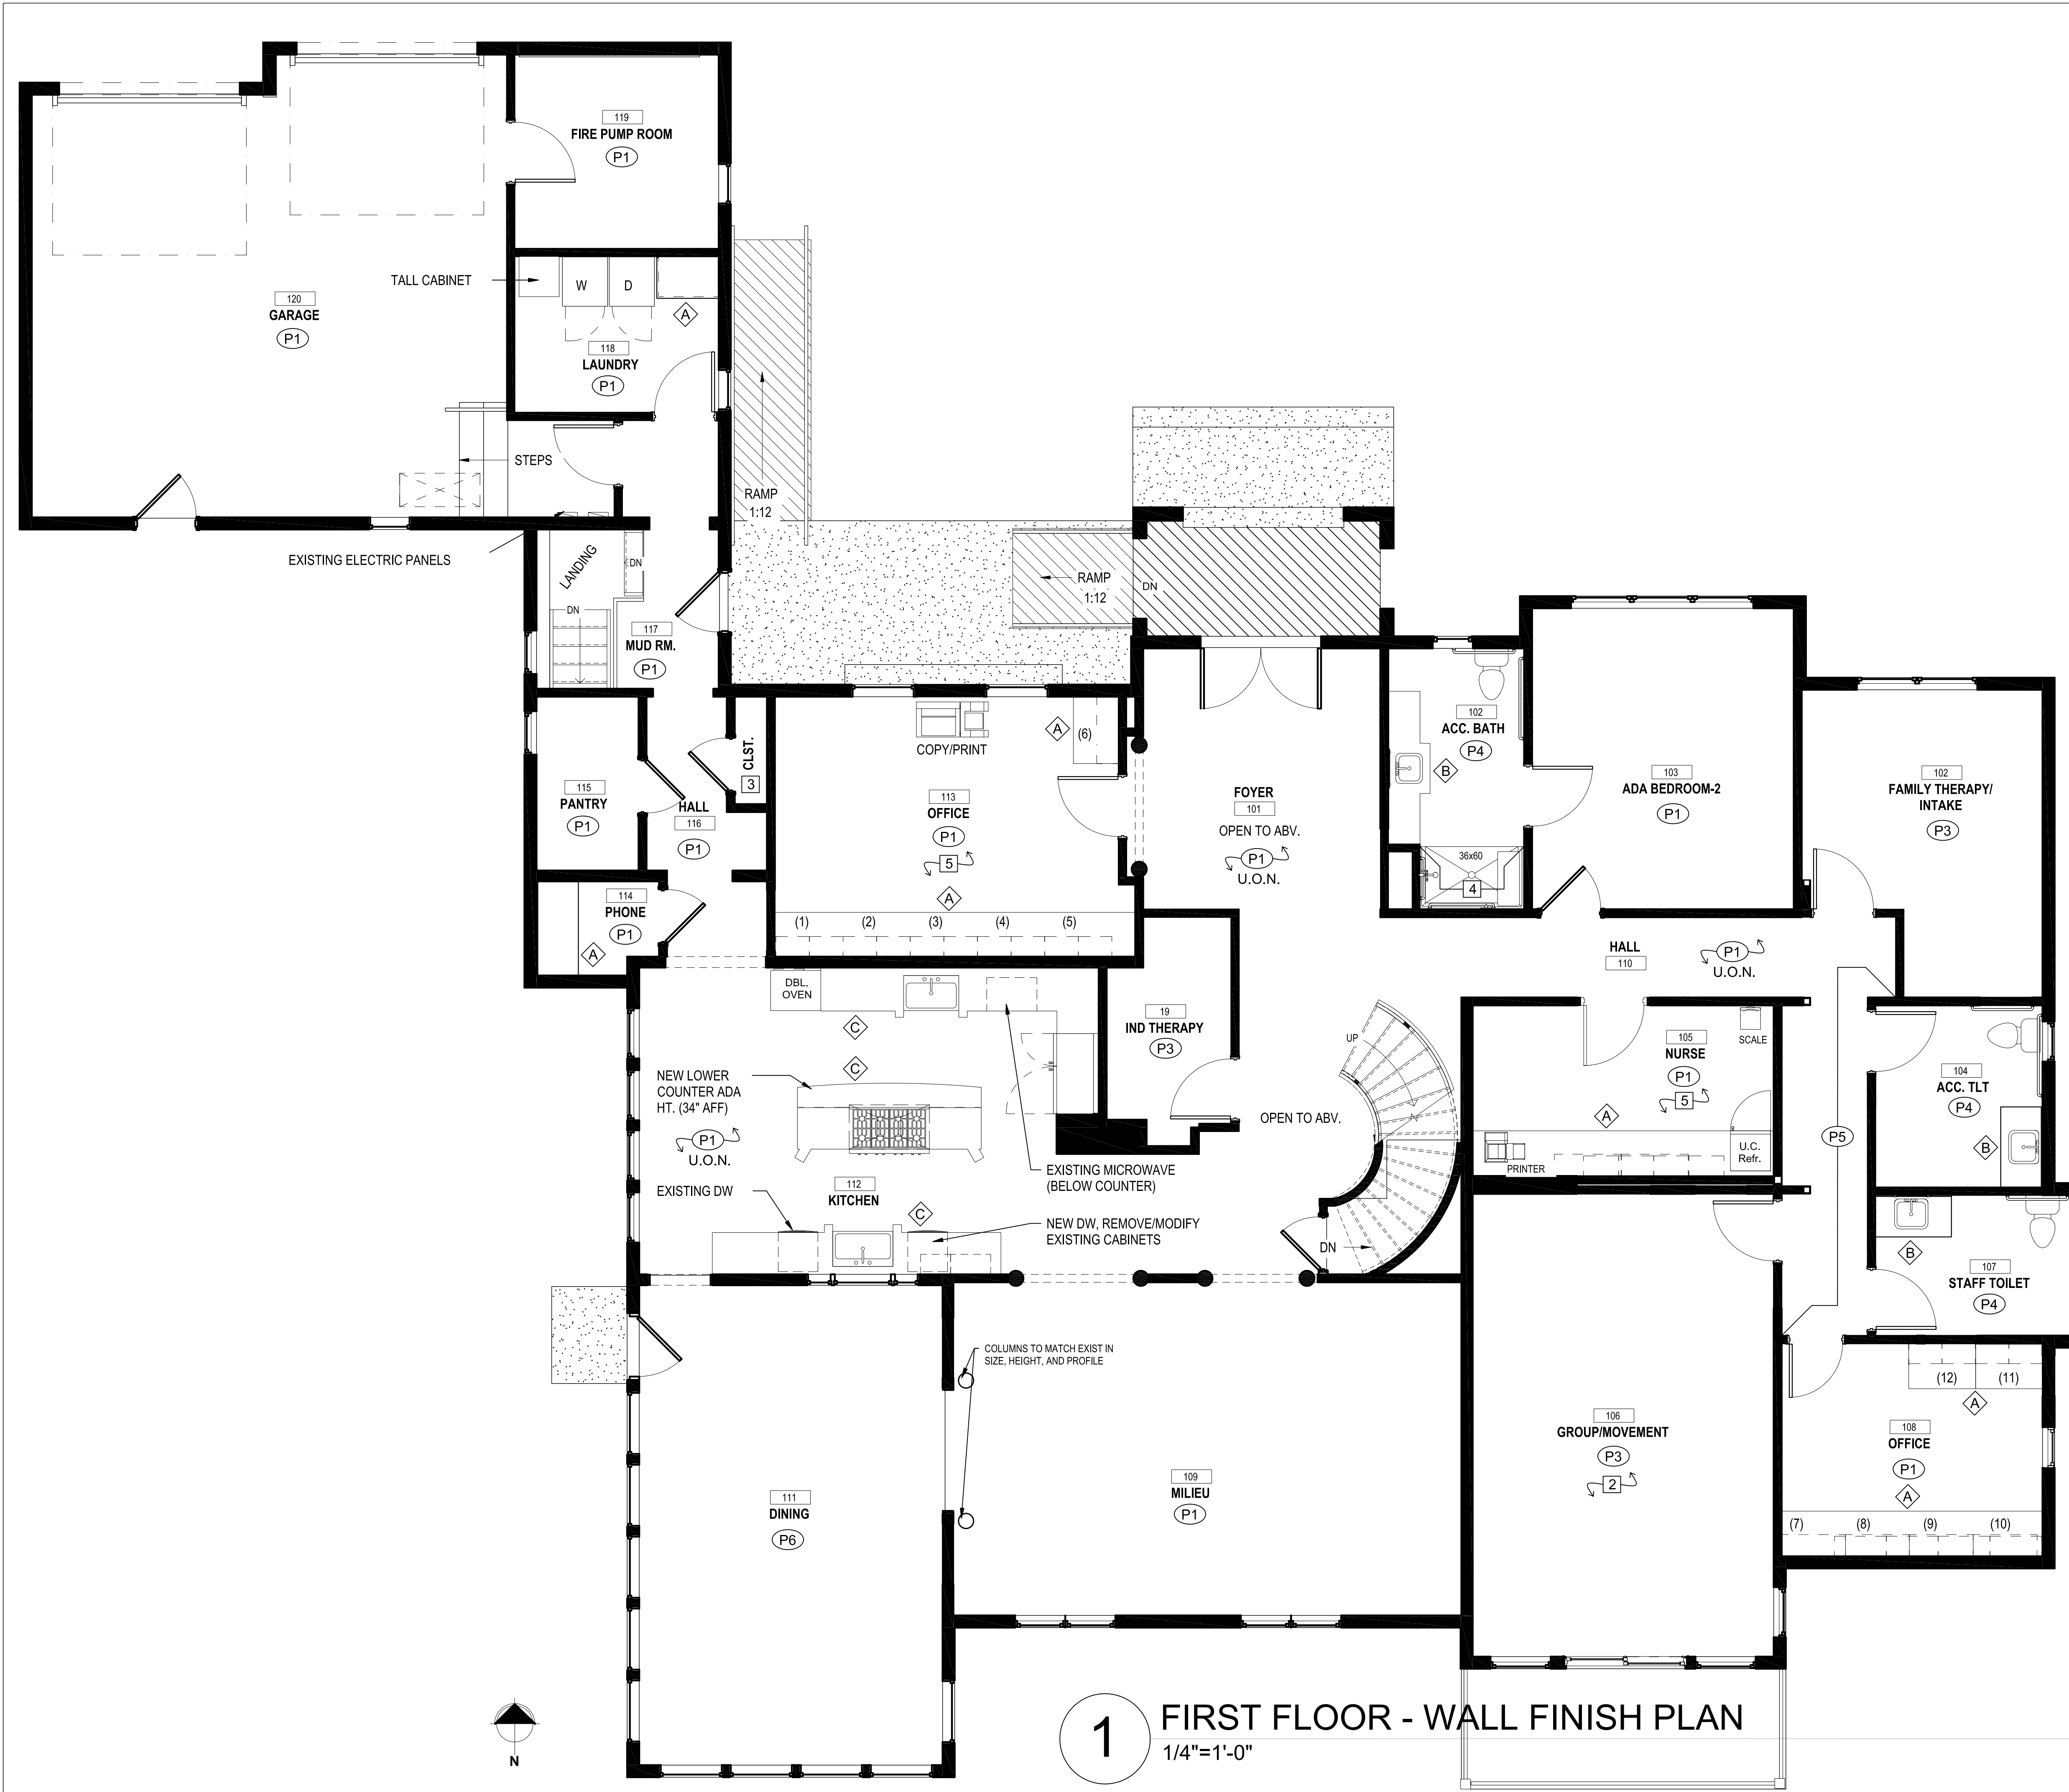 119
FIRE PUMP ROOM
P1
TALL CABINET
W
D
A
120
GARAGE
P1
118
LAUNDRY
P1
STEPS
RAMP
1:12
EXISTING ELECTRIC PANELS
LANDING
DN
DN
RAMP
1:12
DN
117
MUD RM.
P1
COPY/PRINT
A
(6)
CLST.
3
115
PANTRY
P1
HALL
116
P1
113
OFFICE
P1
5
A
(1)
(2)
(3)
(4)
(5)
FOYER
101
OPEN TO ABV.
P1
U.O.N.
102
ACC. BATH
P4
B
36x60
4
103
ADA BEDROOM-2
P1
102
FAMILY THERAPY/
INTAKE
P3
114
PHONE
P1
A
HALL
110
P1
U.O.N.
DBL.
OVEN
C
C
19
IND THERAPY
P3
UP
OPEN TO ABV.
105
NURSE
P1
5
A
SCALE
PRINTER
U.C.
Refr.
104
ACC. TLT
P4
B
P5
NEW LOWER
COUNTER ADA
HT. (34" AFF)
P1
U.O.N.
EXISTING MICROWAVE
(BELOW COUNTER)
112
KITCHEN
EXISTING DW
C
NEW DW, REMOVE/MODIFY
EXISTING CABINETS
DN
B
107
STAFF TOILET
P4
COLUMNS TO MATCH EXIST IN
SIZE, HEIGHT, AND PROFILE
(12)
(11)
A
106
GROUP/MOVEMENT
P3
2
108
OFFICE
P1
A
(7)
(8)
(9)
(10)
111
DINING
P6
109
MILIEU
P1
N
1
FIRST FLOOR - WALL FINISH PLAN
1/4"=1'-0"